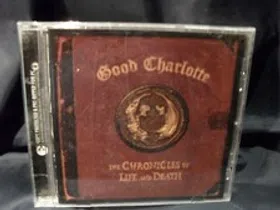 Good Charlotte
THE CHRONICLES OF
LIFE AND DEATH